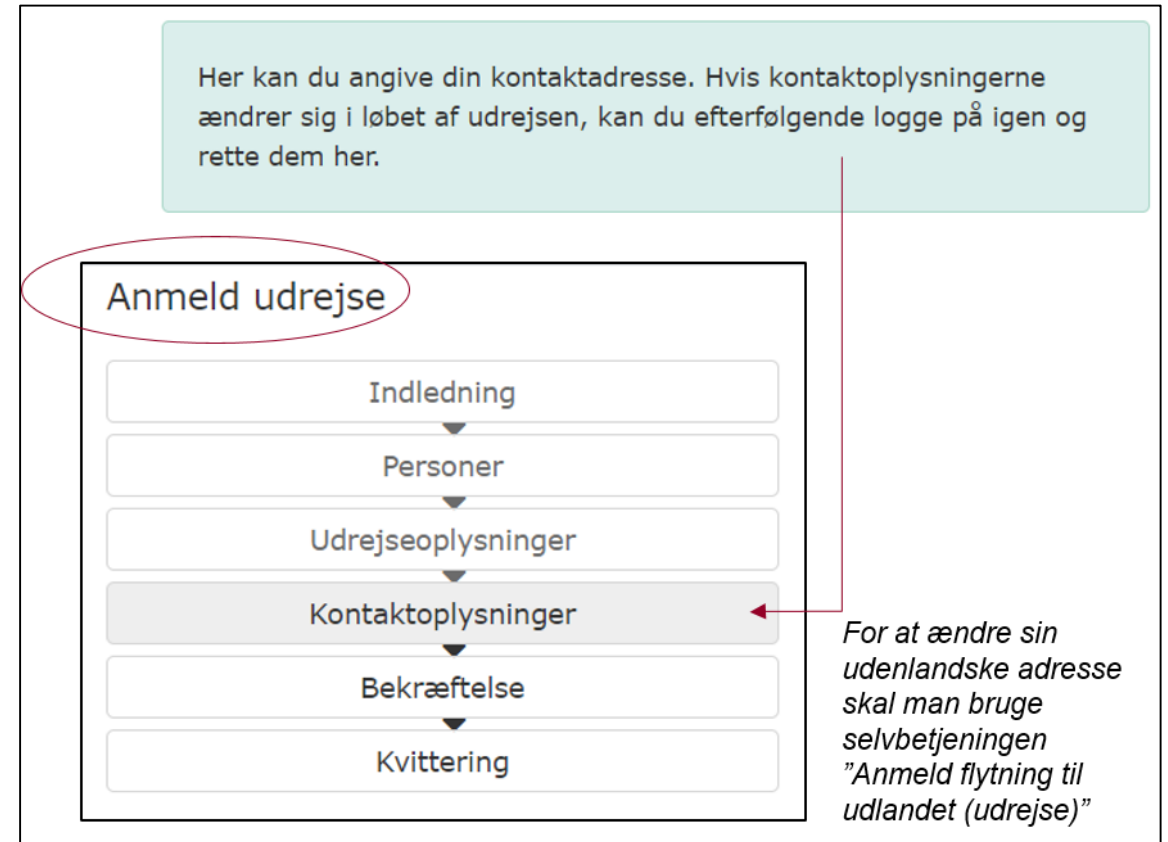 Her kan du angive din kontaktadresse. Hvis kontaktoplysningerne
ændrer sig i løbet af udrejsen, kan du efterfølgende logge på igen og
rette dem her.
Anmeld udrejse
Indledning
Personer
Udrejseoplysninger
Kontaktoplysninger
Bekræftelse
Kvittering
For at ændre sin
udenlandske adresse
skal man bruge
selvbetjeningen
”Anmeld flytning til
udlandet (udrejse)”